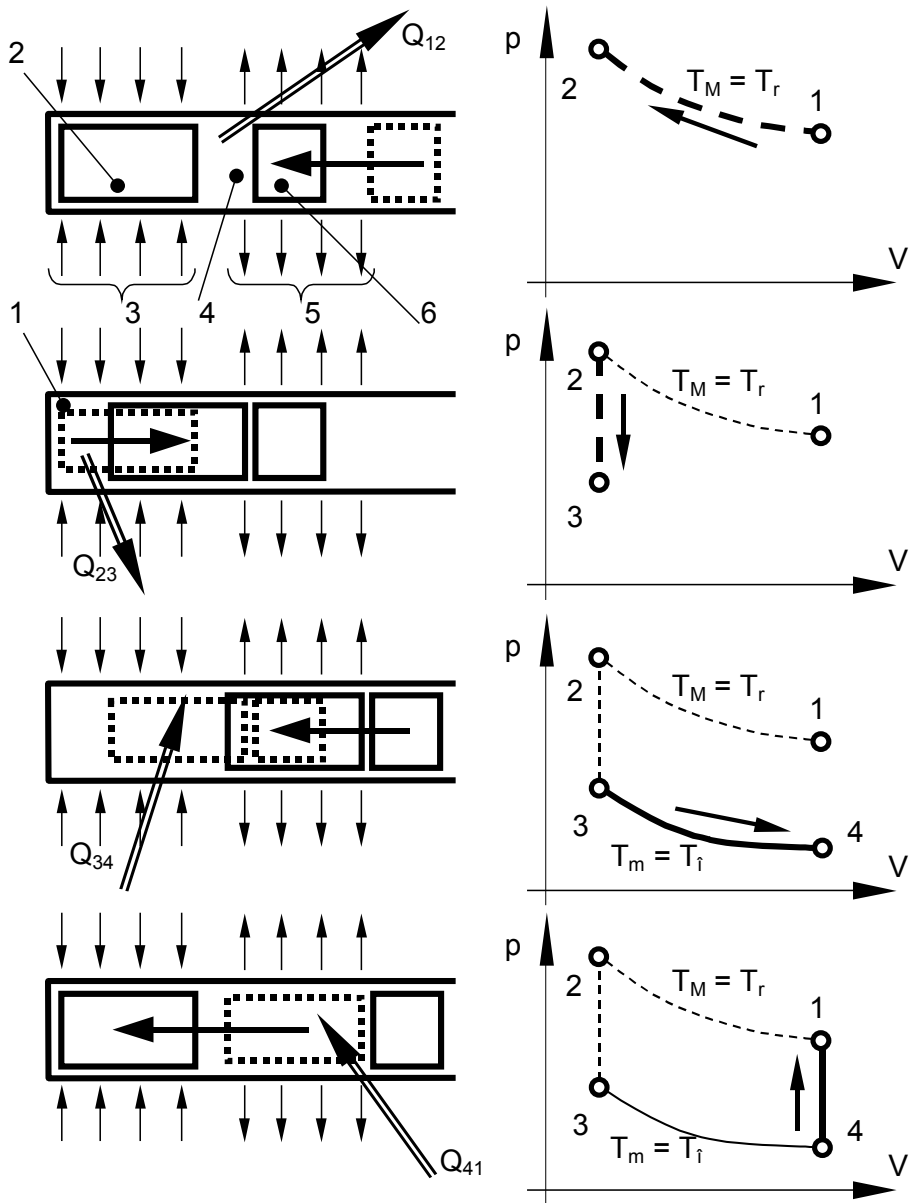 2
Q12
3
4
5
6
p
2
TM = Tr
1
V
1
Q23
p
2
TM = Tr
1
3
V
Q34
p
2
TM = Tr
1
3
Tm = Tî
4
V
Q41
p
2
TM = Tr
1
3
Tm = Tî
4
V